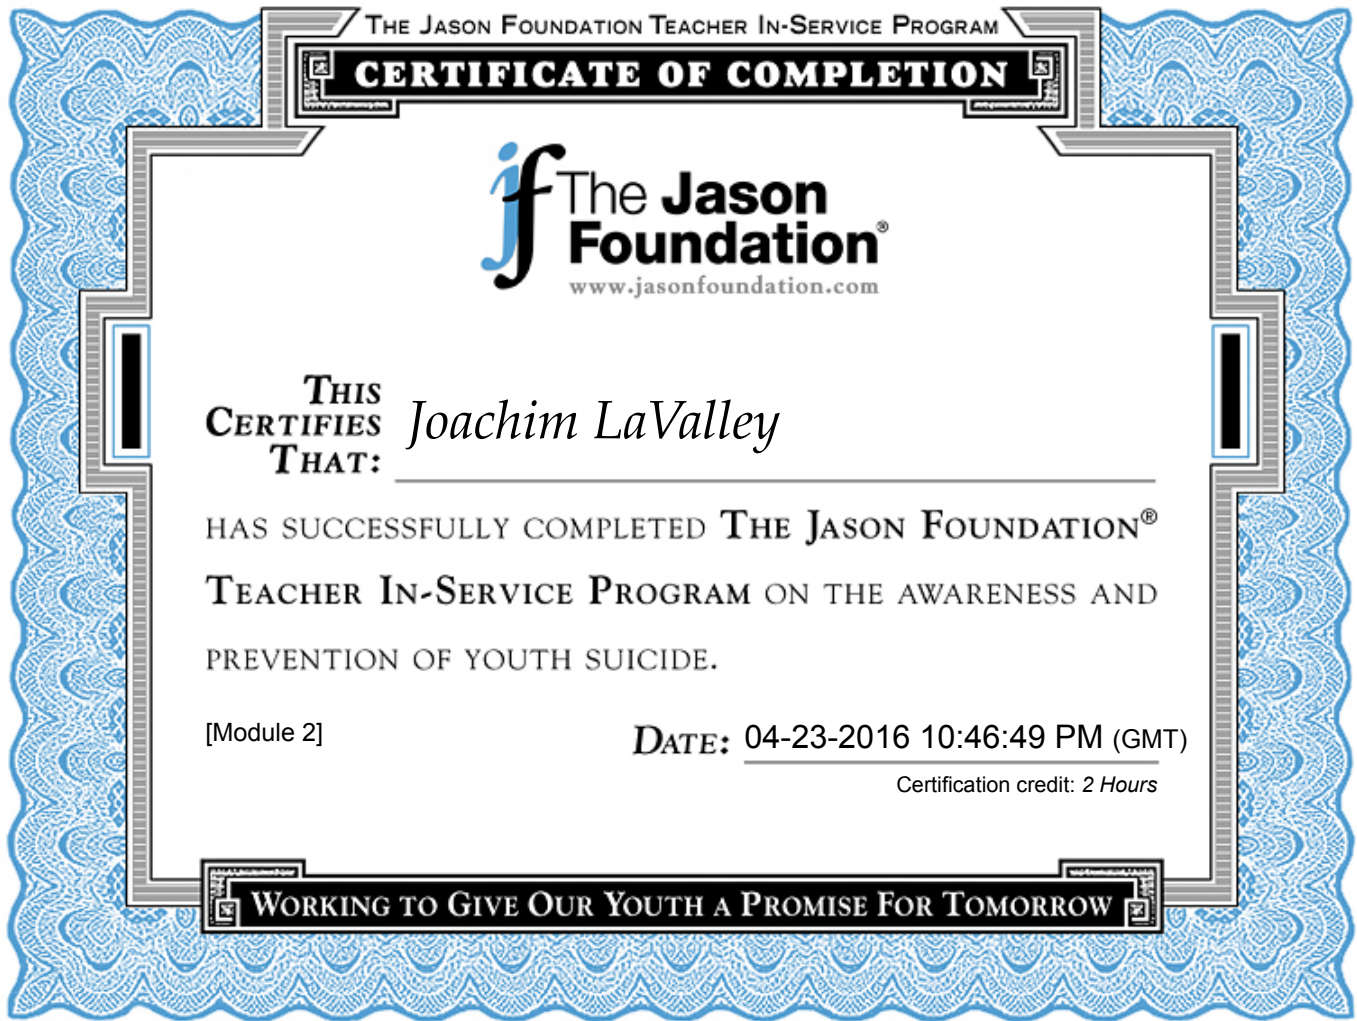 THE JASON FOUNDATION TEACHER IN-SERVICE PROGRAM
CERTIFICATE OF COMPLETION
jf The Jason
Foundation®
www.jasonfoundation.com
THIS
CERTIFIES
THAT:
Joachim LaValley
HAS SUCCESSFULLY COMPLETED THE JASON FOUNDATION®
TEACHER IN-SERVICE PROGRAM ON THE AWARENESS AND
PREVENTION OF YOUTH SUICIDE.
[Module 2]
DATE: 04-23-2016 10:46:49 PM (GMT)
Certification credit: 2 Hours
WORKING TO GIVE OUR YOUTH A PROMISE FOR TOMORROW